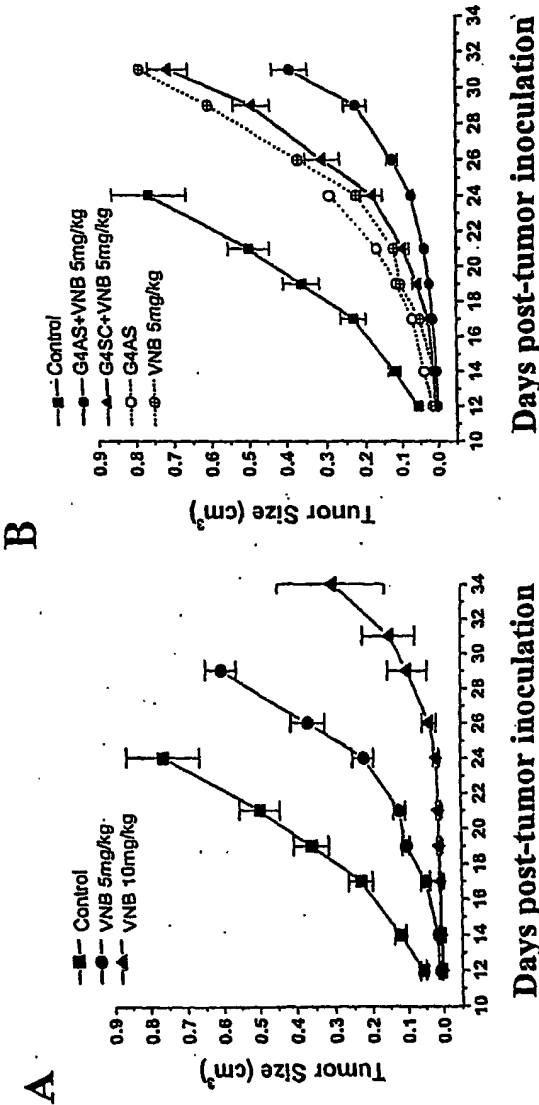 A
Control
VNB 5mg/kg
VNB 10mg/kg
Tumor Size (cm³)
0.9
0.8
0.7
0.6
0.5
0.4
0.3
0.2
0.1
0.0
10 12 14 16 18 20 22 24 26 28 30 32 34
Days post-tumor inoculation
B
Control
G4AS+VNB 5mg/kg
G4SC+VNB 5mg/kg
G4AS
VNB 5mg/kg
Tumor Size (cm³)
0.9
0.8
0.7
0.6
0.5
0.4
0.3
0.2
0.1
0.0
10 12 14 16 18 20 22 24 26 28 30 32 34
Days post-tumor inoculation